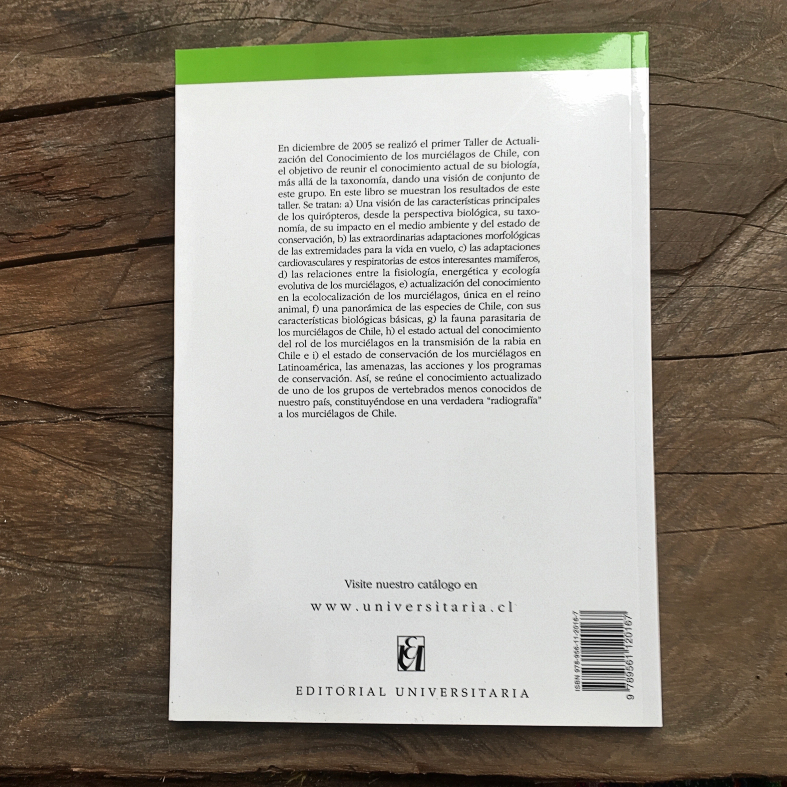 En diciembre de 2005 se realizó el primer Taller de Actuali-
zación del Conocimiento de los murciélagos de Chile, con
el objetivo de reunir el conocimiento actual de su biología,
más allá de la taxonomía, dando una visión de conjunto de
este grupo. En este libro se muestran los resultados de este
taller. Se tratan: a) Una visión de las características principales
de los quirópteros, desde la perspectiva biológica, su taxo-
nomía, de su impacto en el medio ambiente y del estado de
conservación, b) las extraordinarias adaptaciones morfológicas
de las extremidades para la vida en vuelo, c) las adaptaciones
cardiovasculares y respiratorias de estos interesantes mamíferos,
d) las relaciones entre la fisiología, energética y ecología
evolutiva de los murciélagos, e) actualización del conocimiento
en la ecolocalización de los murciélagos, única en el reino
animal, f) una panorámica de las especies de Chile, con sus
características biológicas básicas, g) la fauna parasitaria de
los murciélagos de Chile, h) el estado actual del conocimiento
del rol de los murciélagos en la transmisión de la rabia en
Chile e i) el estado de conservación de los murciélagos en
Latinoamérica, las amenazas, las acciones y los programas
de conservación. Así, se reúne el conocimiento actualizado
de uno de los grupos de vertebrados menos conocidos de
nuestro país, constituyéndose en una verdadera "radiografía"
a los murciélagos de Chile.
Visite nuestro catálogo en
www.universitaria.cl
EDITORIAL UNIVERSITARIA
ISBN 978-956-11-2016-7
9 789561 120167